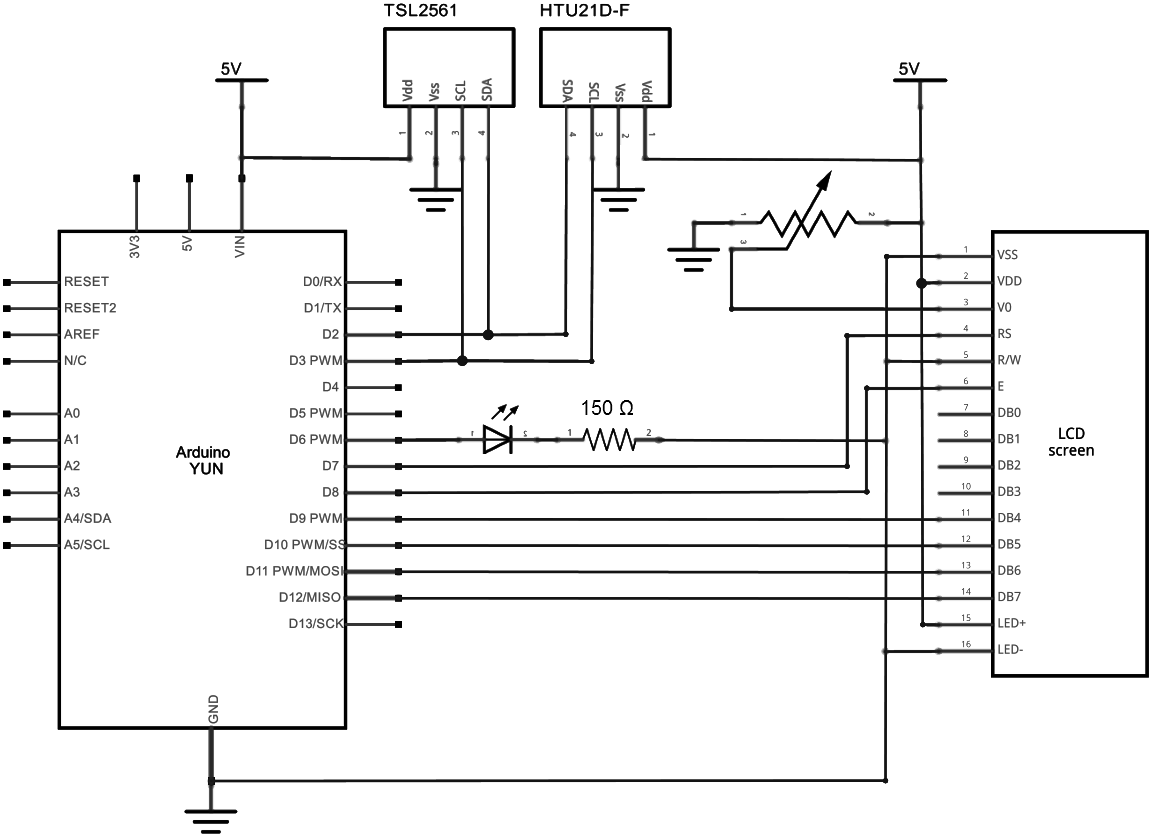 TSL2561
HTU21D-F
5V
5V
Vdd
Vss
SCL
SDA
SDA
SCL
Vss
Vdd
1
2
3
4
4
3
2
1
1
2
3
3V3
5V
VIN
RESET
RESET2
AREF
N/C
A0
A1
A2
A3
A4/SDA
A5/SCL
Arduino
YUN
D0/RX
D1/TX
D2
D3 PWM
D4
D5 PWM
D6 PWM
D7
D8
D9 PWM
D10 PWM/SS
D11 PWM/MOSI
D12/MISO
D13/SCK
GND
1
2
150 Ω
1
2
1 VSS
2 VDD
3 V0
4 RS
5 R/W
6 E
7 DB0
8 DB1
9 DB2
10 DB3
11 DB4
12 DB5
13 DB6
14 DB7
15 LED+
16 LED-
LCD
screen